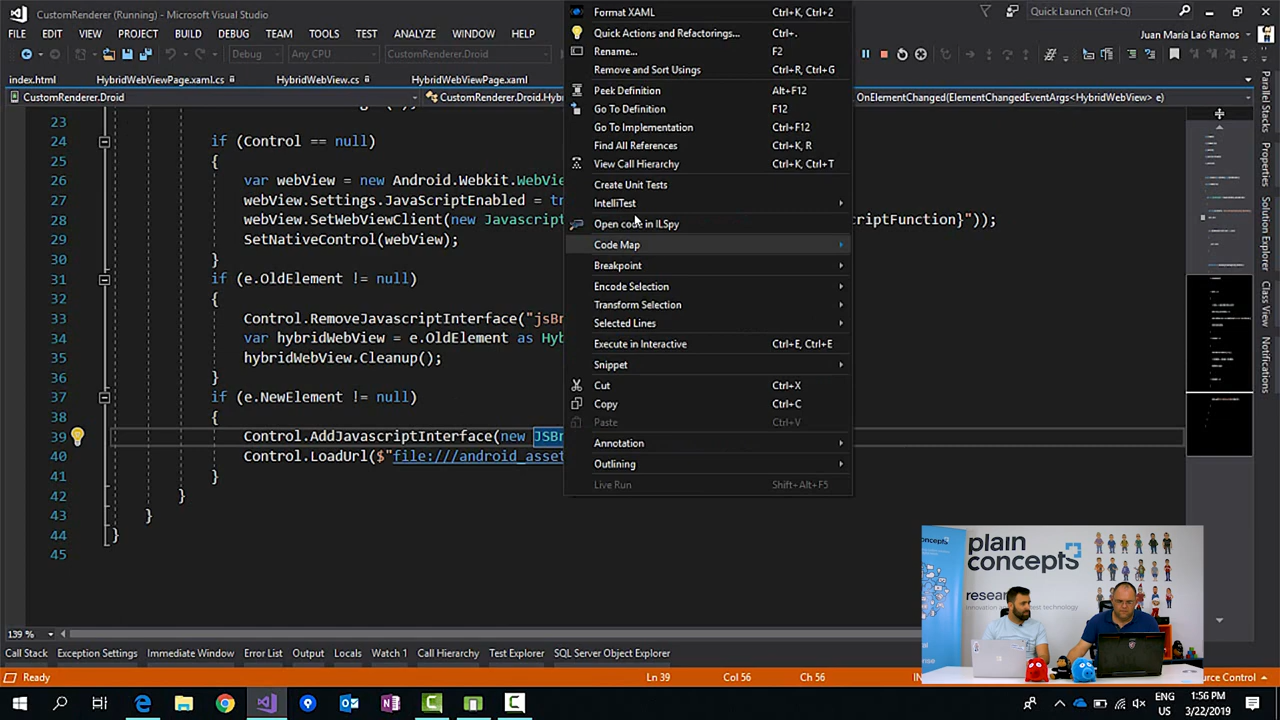 CustomRenderer (Running) - Microsoft Visual Studio
Quick Launch (Ctrl+Q)
FILE EDIT VIEW PROJECT BUILD DEBUG TEAM TOOLS TEST ANALYZE WINDOW
Juan María Laó Ramos
Debug Any CPU CustomRenderer.Droid
index.html HybridWebViewPage.xaml.cs HybridWebView.cs HybridWebViewPage.xaml
CustomRenderer.Droid CustomRenderer.Droid.Hyb OnElementChanged(ElementChangedEventArgs<HybridWebView> e)
23
24 if (Control == null)
25 {
26 var webView = new Android.Webkit.WebVie
27 webView.Settings.JavaScriptEnabled = tr
28 webView.SetWebViewClient(new Javascript criptFunction}"));
29 SetNativeControl(webView);
30 }
31 if (e.OldElement != null)
32 {
33 Control.RemoveJavascriptInterface("jsBr
34 var hybridWebView = e.OldElement as Hyb
35 hybridWebView.Cleanup();
36 }
37 if (e.NewElement != null)
38 {
39 Control.AddJavascriptInterface(new JSBr
40 Control.LoadUrl($"file:///android_asset
41 }
42 }
43 }
44 }
45
Format XAML Ctrl+K, Ctrl+2
Quick Actions and Refactorings... Ctrl+.
Rename... F2
Remove and Sort Usings Ctrl+R, Ctrl+G
Peek Definition Alt+F12
Go To Definition F12
Go To Implementation Ctrl+F12
Find All References Ctrl+K, R
View Call Hierarchy Ctrl+K, Ctrl+T
Create Unit Tests
IntelliTest
Open code in ILSpy
Code Map
Breakpoint
Encode Selection
Transform Selection
Selected Lines
Execute in Interactive Ctrl+E, Ctrl+E
Snippet
Cut Ctrl+X
Copy Ctrl+C
Paste Ctrl+V
Annotation
Outlining
Live Run Shift+Alt+F5
Parallel Stacks
Properties
Solution Explorer
Class View
Notifications
plain
concepts
research
139 %
Call Stack Exception Settings Immediate Window Error List Output Locals Watch 1 Call Hierarchy Test Explorer SQL Server Object Explorer
Ready Ln 39 Col 56 Ch 56 IN urce Control
ENG
US
1:56 PM
3/22/2019